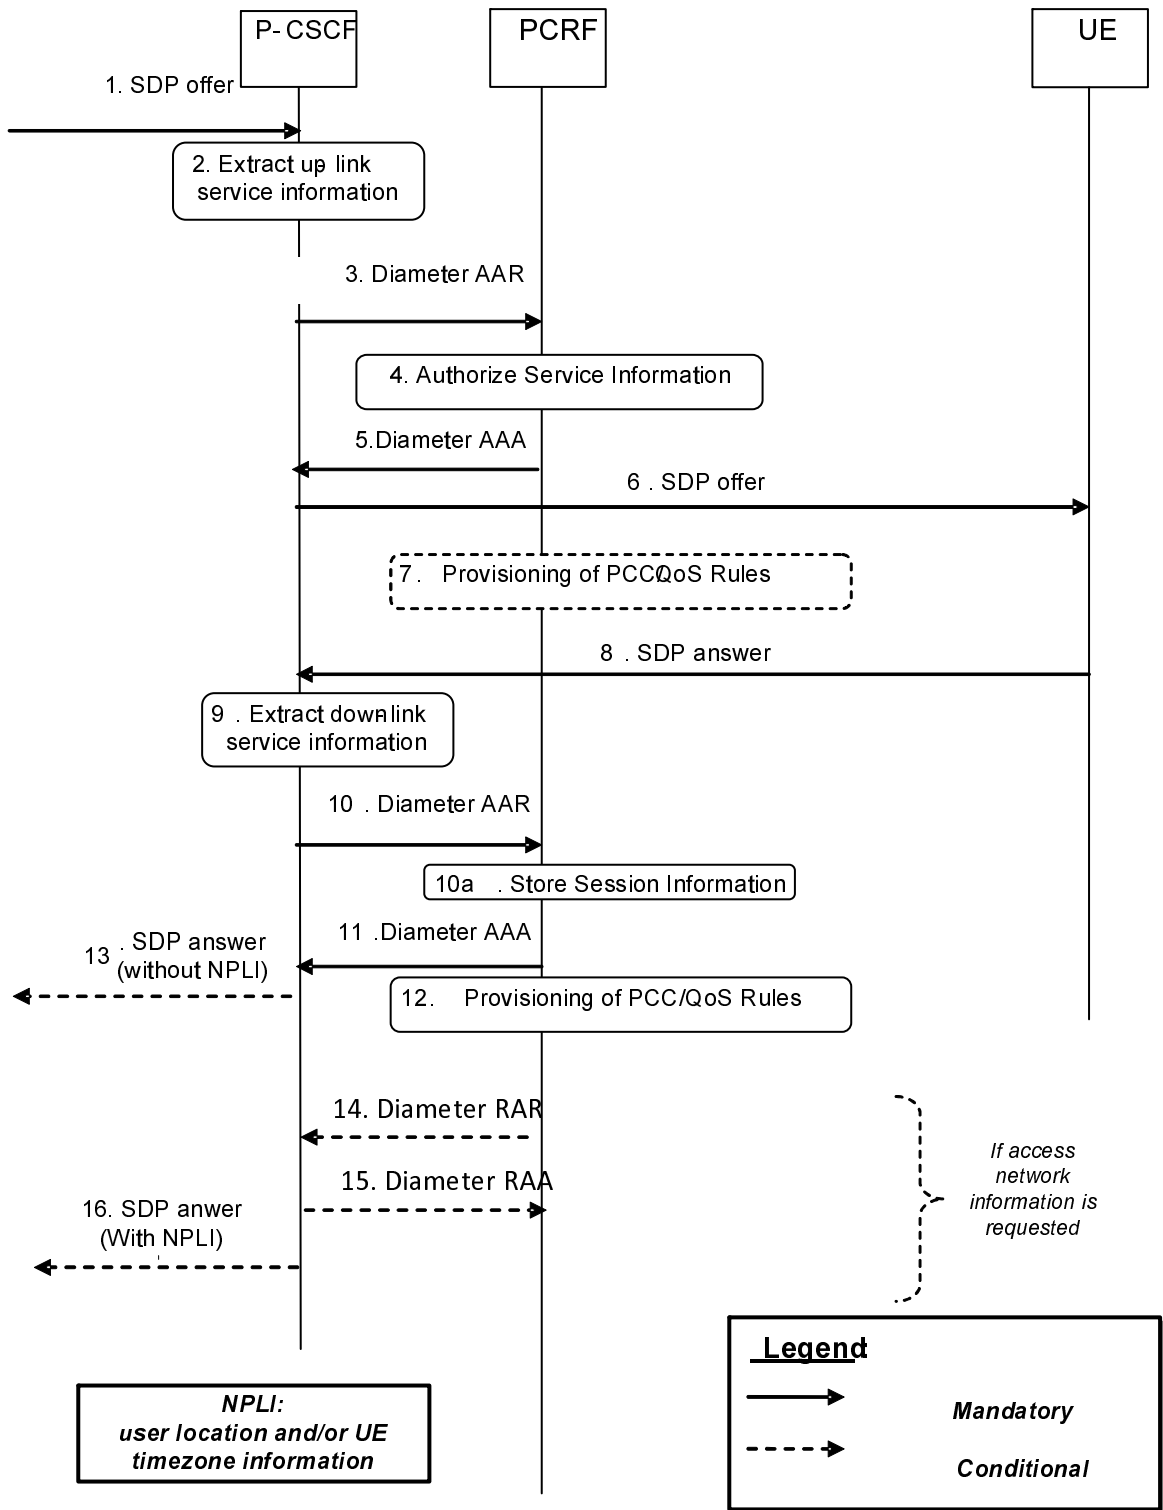 P-CSCF
PCRF
UE
1. SDP offer
2. Extract up-link
service information
3. Diameter AAR
4. Authorize Service Information
5.Diameter AAA
6 . SDP offer
7. Provisioning of PCC/QoS Rules
8 . SDP answer
9 . Extract down-link
service information
10 . Diameter AAR
10a . Store Session Information
11 .Diameter AAA
13 . SDP answer
(without NPLI)
12. Provisioning of PCC/QoS Rules
14. Diameter RAR
15. Diameter RAA
16. SDP anwer
(With NPLI)
If access
network
information is
requested
Legend:
Mandatory
Conditional
NPLI:
user location and/or UE
timezone information